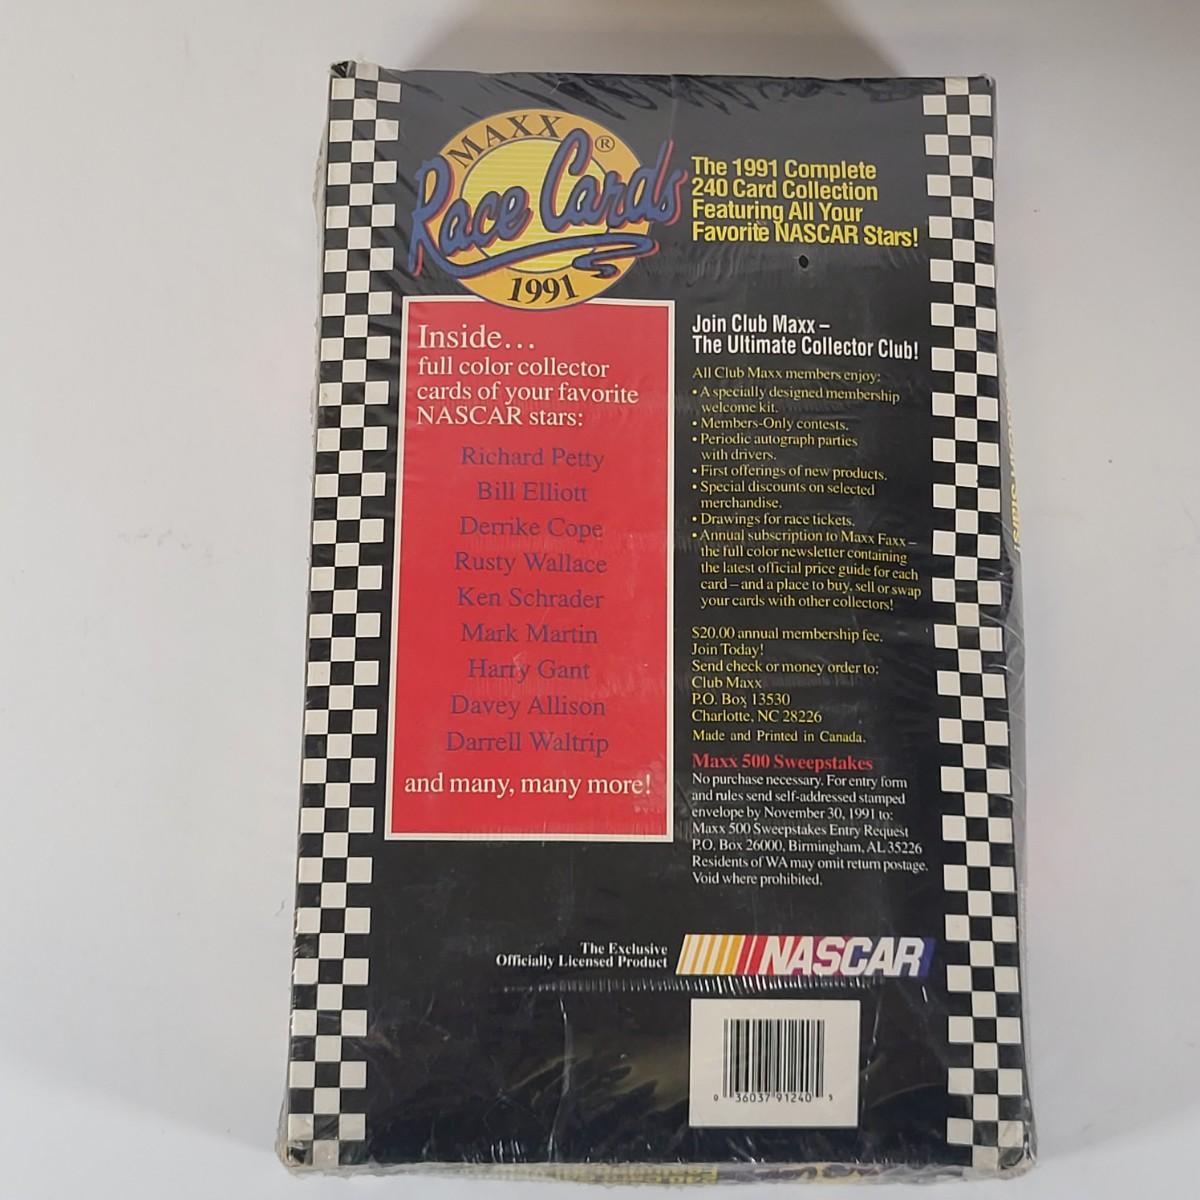 MAXX ®
Race Cards
1991
The 1991 Complete
240 Card Collection
Featuring All Your
Favorite NASCAR Stars!
Inside...
full color collector
cards of your favorite
NASCAR stars:
Richard Petty
Bill Elliott
Derrike Cope
Rusty Wallace
Ken Schrader
Mark Martin
Harry Gant
Davey Allison
Darrell Waltrip
and many, many more!
Join Club Maxx –
The Ultimate Collector Club!
All Club Maxx members enjoy:
• A specially designed membership
welcome kit.
• Members-Only contests.
• Periodic autograph parties
with drivers.
• First offerings of new products.
• Special discounts on selected
merchandise.
• Drawings for race tickets.
• Annual subscription to Maxx Faxx –
the full color newsletter containing
the latest official price guide for each
card – and a place to buy, sell or swap
your cards with other collectors!
$20.00 annual membership fee.
Join Today!
Send check or money order to:
Club Maxx
P.O. Box 13530
Charlotte, NC 28226
Made and Printed in Canada.
Maxx 500 Sweepstakes
No purchase necessary. For entry form
and rules send self-addressed stamped
envelope by November 30, 1991 to:
Maxx 500 Sweepstakes Entry Request
P.O. Box 26000, Birmingham, AL 35226
Residents of WA may omit return postage.
Void where prohibited.
The Exclusive
Officially Licensed Product
NASCAR
0 36037 91240 5